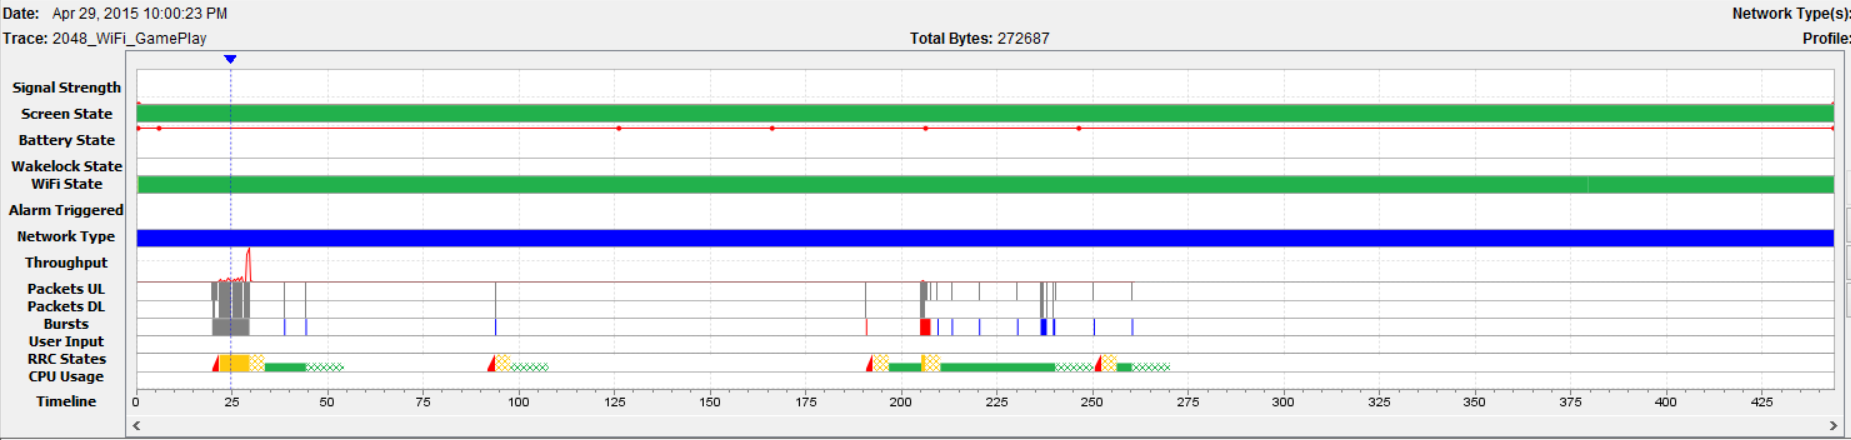 Date: Apr 29, 2015 10:00:23 PM
Network Type(s):
Trace: 2048_WiFi_GamePlay
Total Bytes: 272687
Profile:
Signal Strength
Screen State
Battery State
Wakelock State
WiFi State
Alarm Triggered
Network Type
Throughput
Packets UL
Packets DL
Bursts
User Input
RRC States
CPU Usage
Timeline
0 25 50 75 100 125 150 175 200 225 250 275 300 325 350 375 400 425